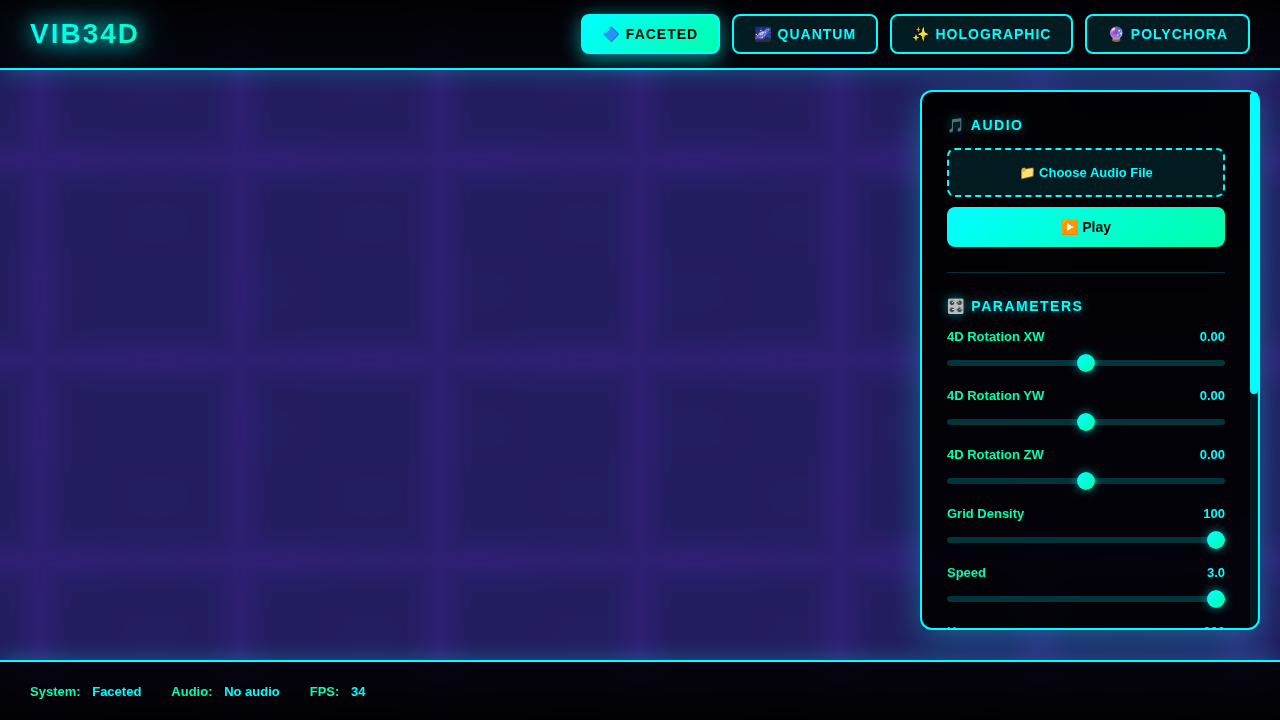 VIB34D
🔷 FACETED
🌌 QUANTUM
✨ HOLOGRAPHIC
🔮 POLYCHORA
🎵 AUDIO
📁 Choose Audio File
▶️ Play
🎛️ PARAMETERS
4D Rotation XW 0.00
4D Rotation YW 0.00
4D Rotation ZW 0.00
Grid Density 100
Speed 3.0
System: Faceted Audio: No audio FPS: 34